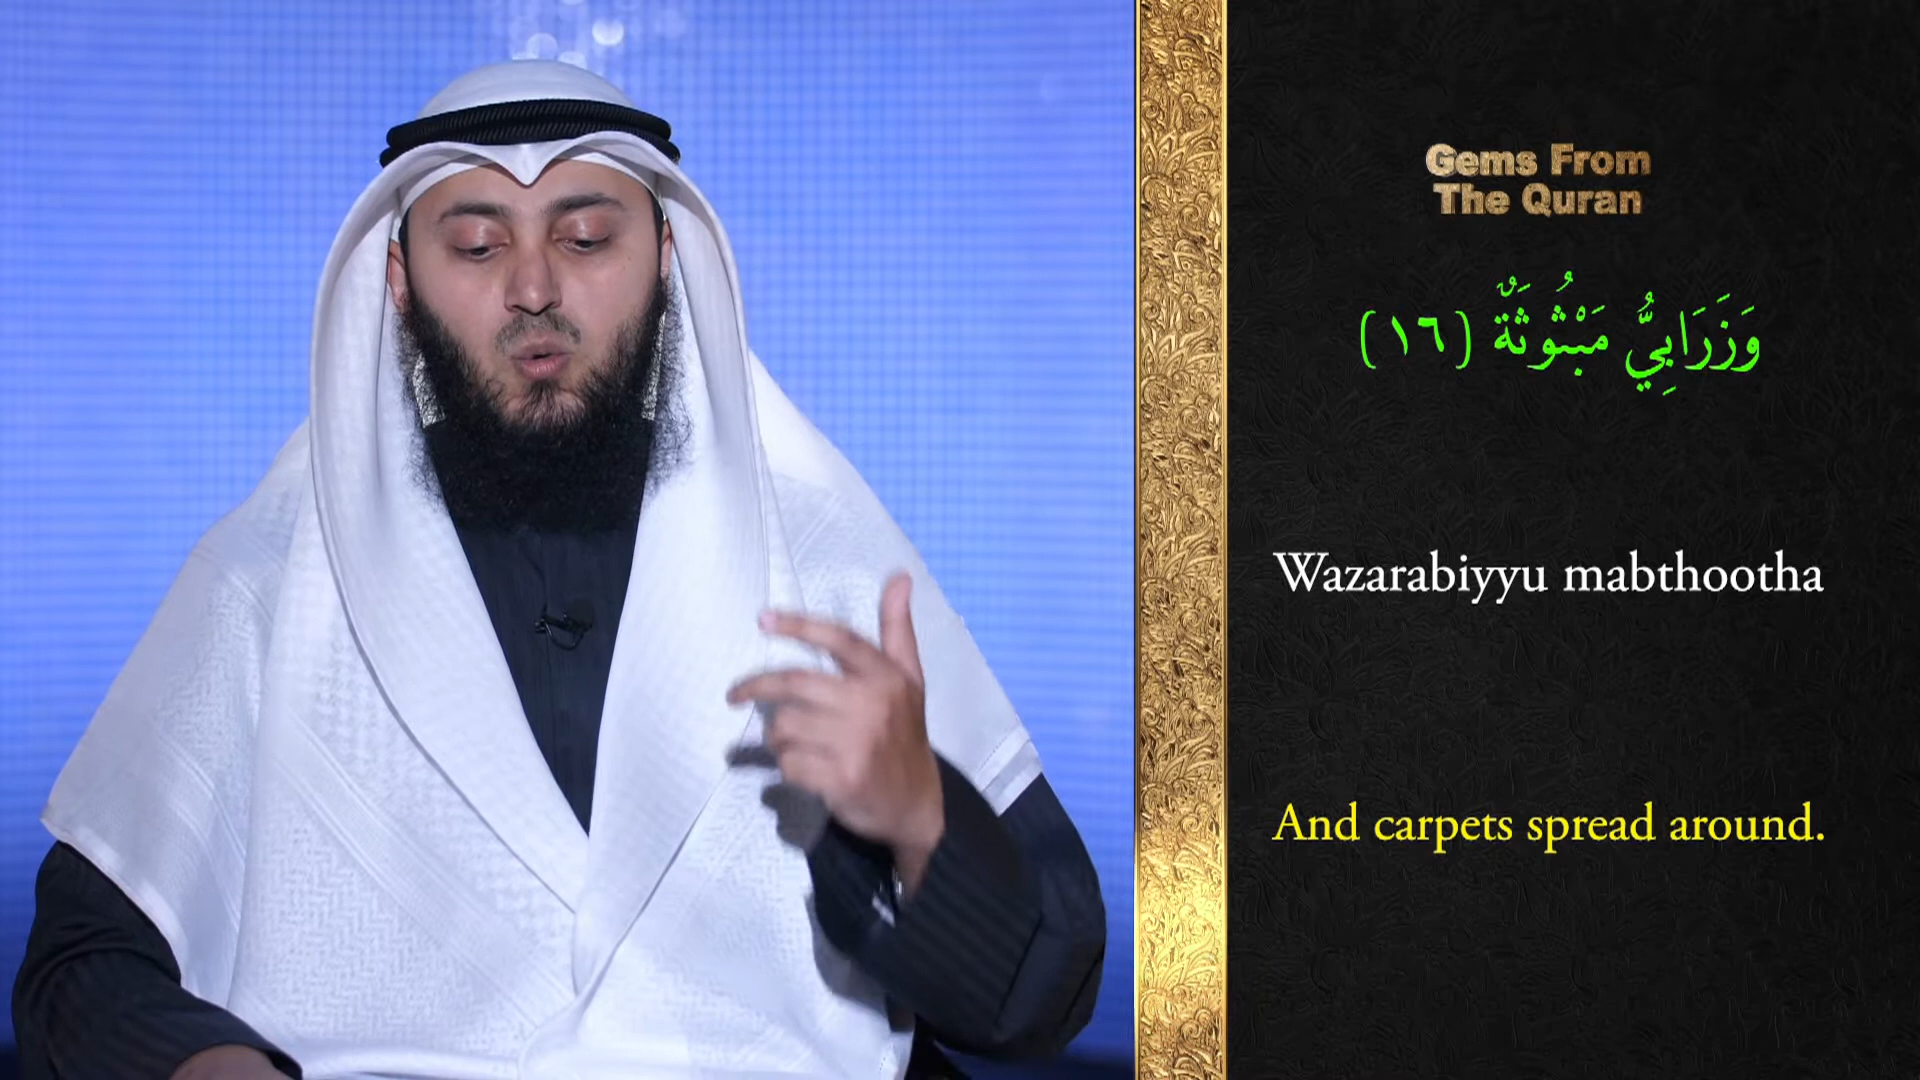 Gems From
The Quran
وَزَرَابِيُّ مَبْثُوثَةٌ (١٦)
Wazarabiyyu mabthootha
And carpets spread around.